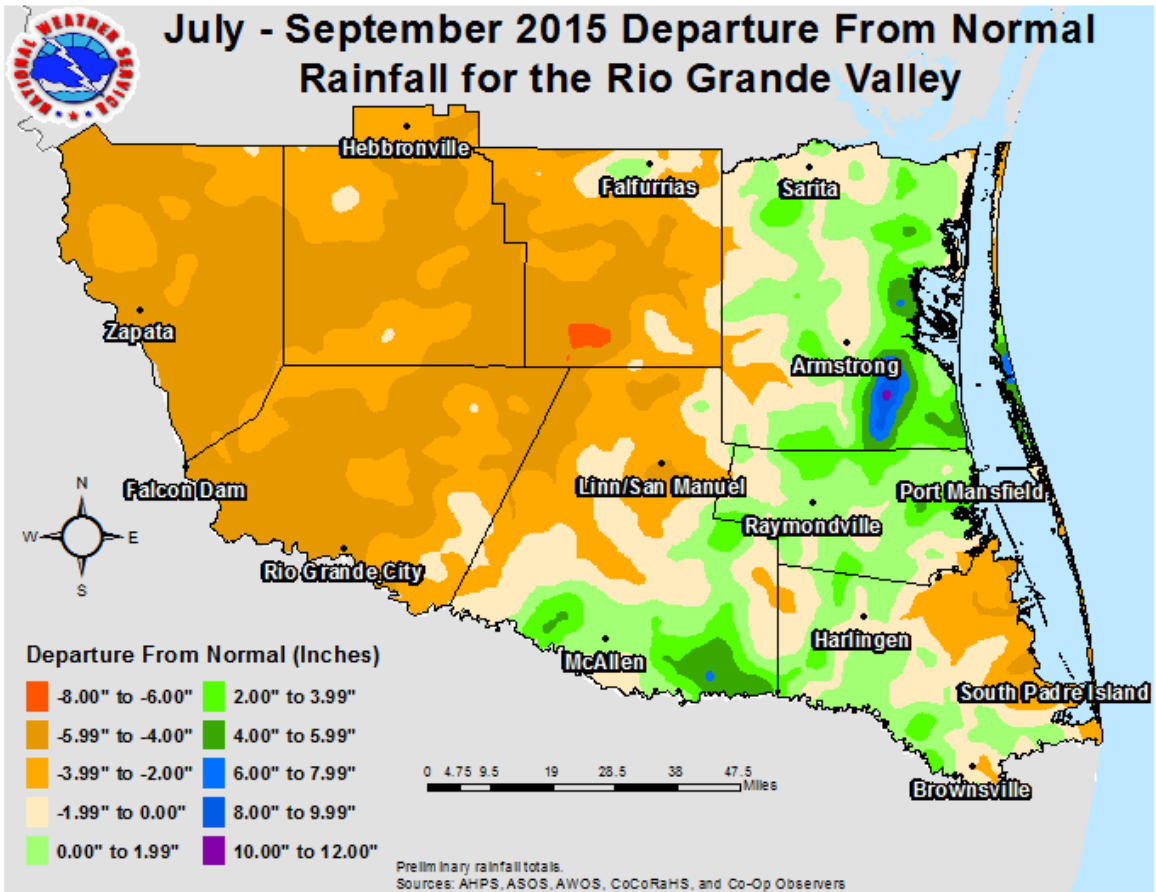 July - September 2015 Departure From Normal
Rainfall for the Rio Grande Valley
NATIONAL WEATHER SERVICE
Hebbronville
Falfurrias
Sarita
Zapata
Armstrong
Falcon Dam
Linn/San Manuel
Port Mansfield
Raymondville
N
W
E
S
Rio Grande City
Harlingen
McAllen
South Padre Island
Brownsville
Departure From Normal (Inches)
-8.00" to -6.00"
-5.99" to -4.00"
-3.99" to -2.00"
-1.99" to 0.00"
0.00" to 1.99"
2.00" to 3.99"
4.00" to 5.99"
6.00" to 7.99"
8.00" to 9.99"
10.00" to 12.00"
0 4.75 9.5 19 28.5 38 47.5
Miles
Preliminary rainfall totals.
Sources: AHPS, ASOS, AWOS, CoCoRaHS, and Co-Op Observers